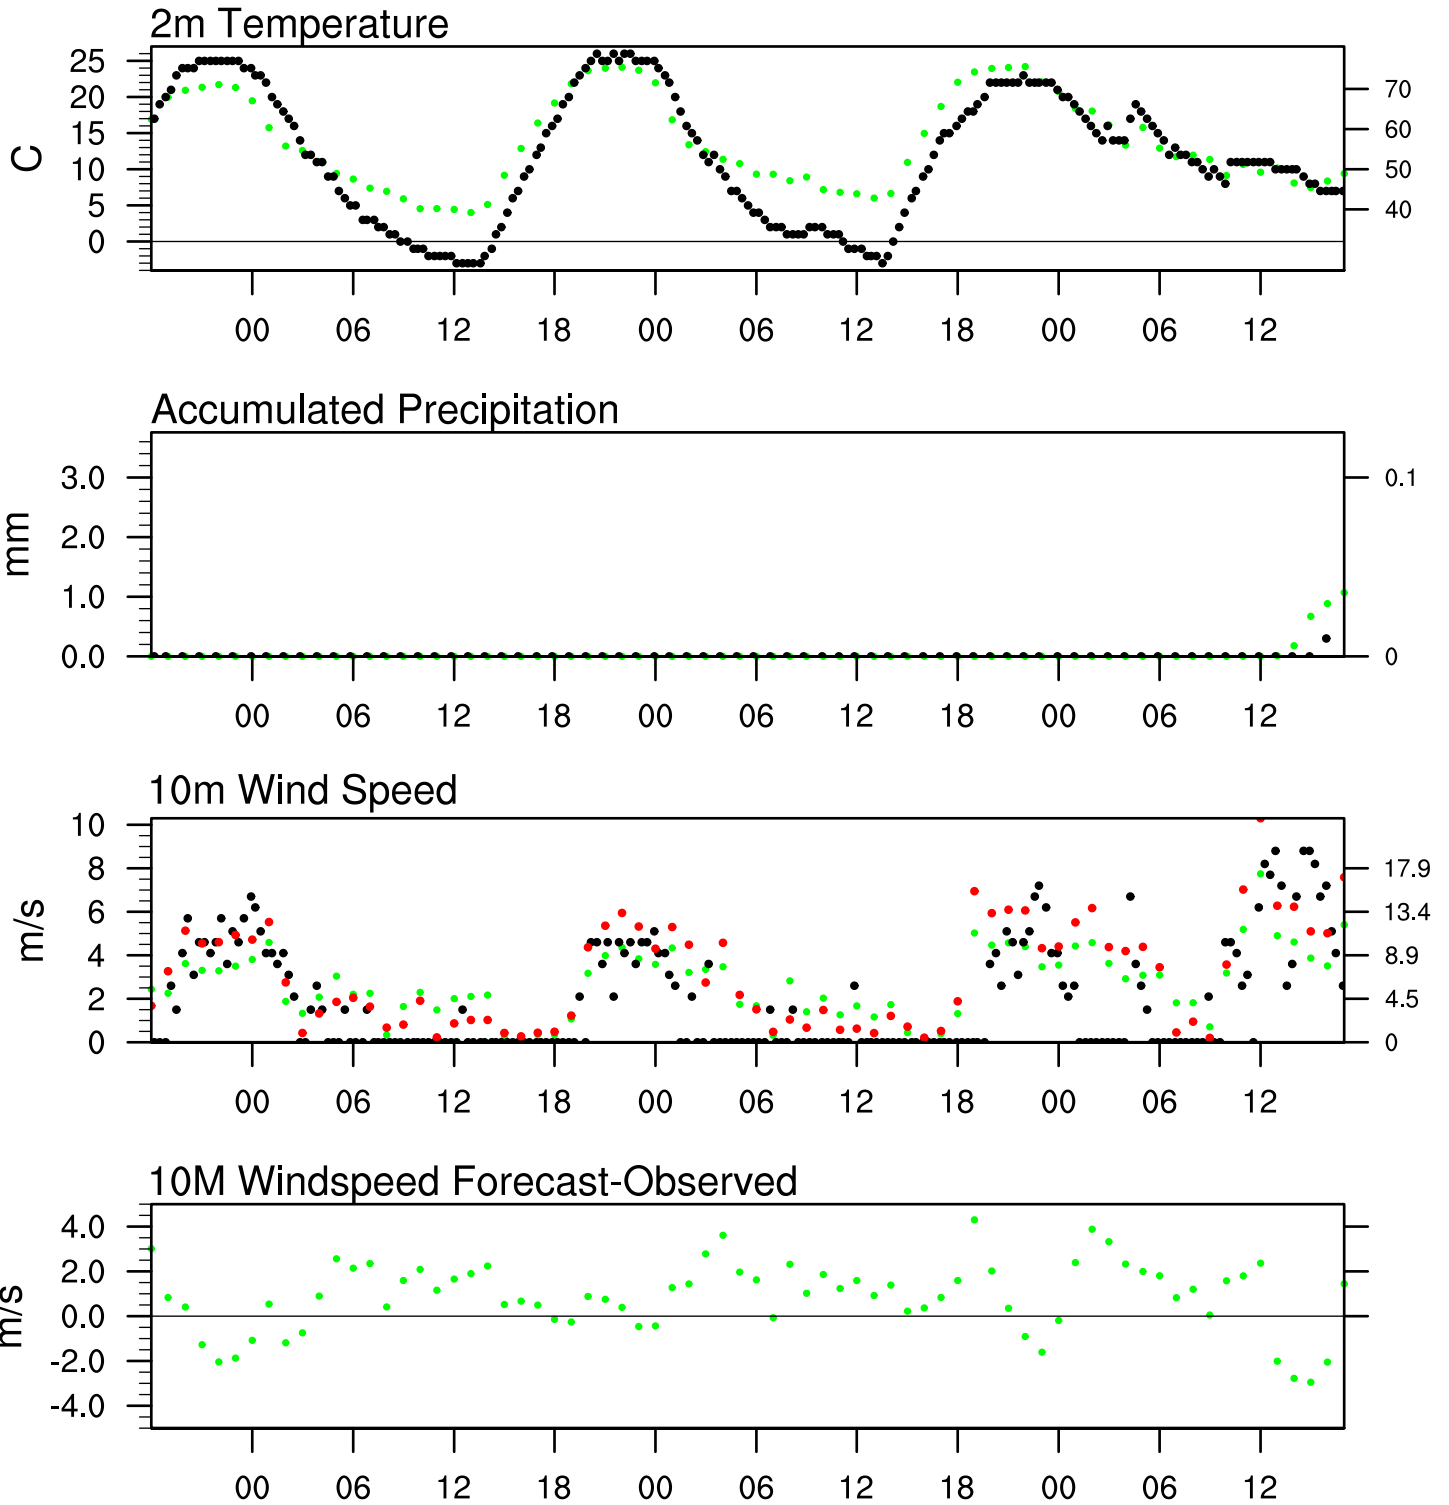 2m Temperature
25
20
15
10
5
0
C
70
60
50
40
00 06 12 18 00 06 12 18 00 06 12
Accumulated Precipitation
3.0
2.0
1.0
0.0
mm
0.1
0
00 06 12 18 00 06 12 18 00 06 12
10m Wind Speed
10
8
6
4
2
0
m/s
17.9
13.4
8.9
4.5
0
00 06 12 18 00 06 12 18 00 06 12
10M Windspeed Forecast-Observed
4.0
2.0
0.0
-2.0
-4.0
m/s
00 06 12 18 00 06 12 18 00 06 12